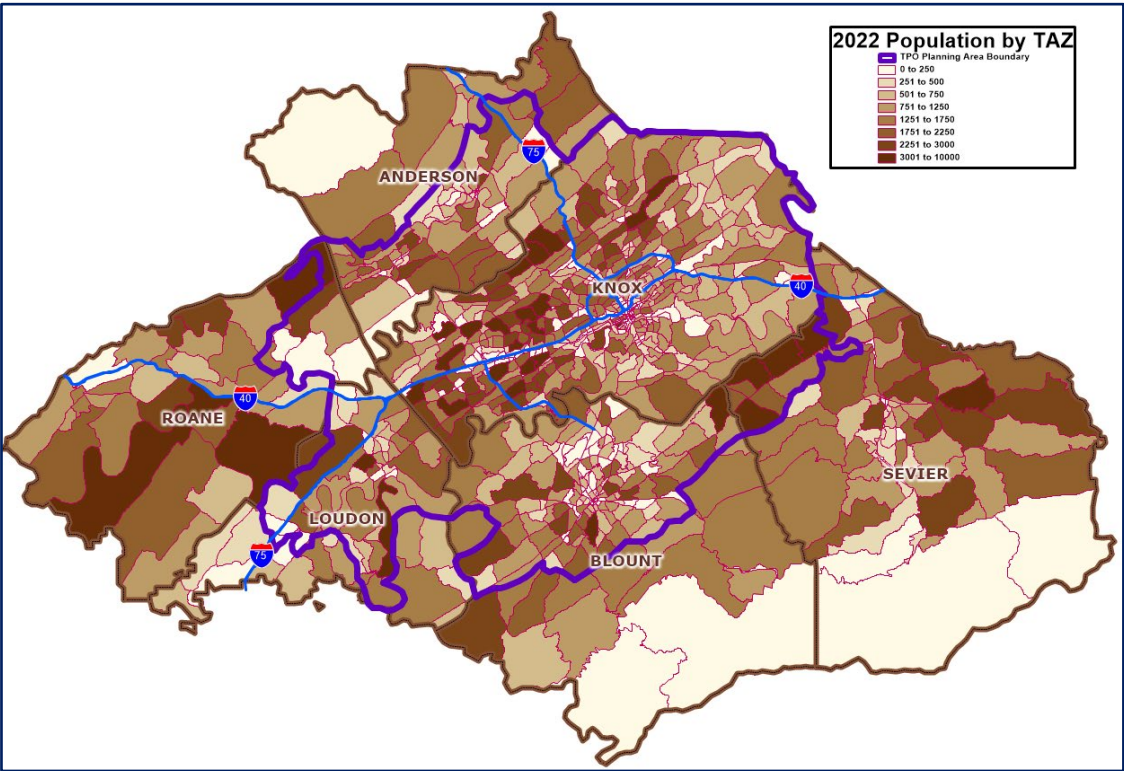 2022 Population by TAZ
TPO Planning Area Boundary
0 to 250
251 to 500
501 to 750
751 to 1250
1251 to 1750
1751 to 2250
2251 to 3000
3001 to 10000
75
ANDERSON
KNOX
40
40
ROANE
SEVIER
LOUDON
75
BLOUNT